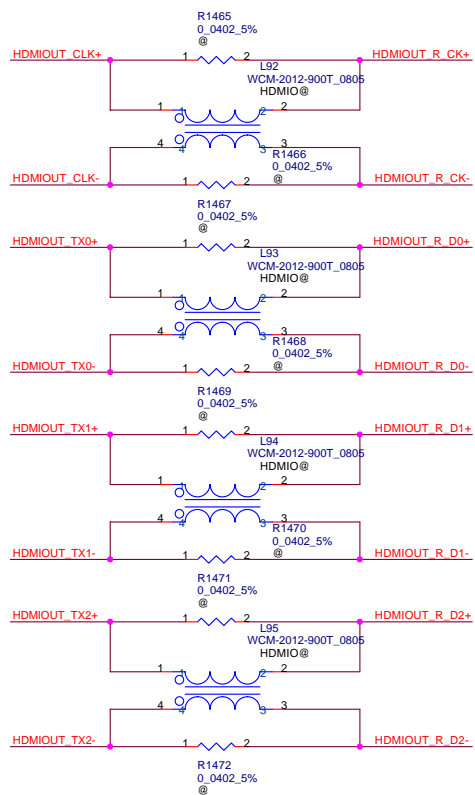 R1465
0_0402_5%
@
HDMIOUT_CLK+ 1 2 HDMIOUT_R_CK+
L92
WCM-2012-900T_0805
HDMIO@
1 1 2 2
4 4 3 3
R1466
0_0402_5%
@
HDMIOUT_CLK- 1 2 HDMIOUT_R_CK-
R1467
0_0402_5%
@
HDMIOUT_TX0+ 1 2 HDMIOUT_R_D0+
L93
WCM-2012-900T_0805
HDMIO@
1 1 2 2
4 4 3 3
R1468
0_0402_5%
@
HDMIOUT_TX0- 1 2 HDMIOUT_R_D0-
R1469
0_0402_5%
@
HDMIOUT_TX1+ 1 2 HDMIOUT_R_D1+
L94
WCM-2012-900T_0805
HDMIO@
1 1 2 2
4 4 3 3
R1470
0_0402_5%
@
HDMIOUT_TX1- 1 2 HDMIOUT_R_D1-
R1471
0_0402_5%
@
HDMIOUT_TX2+ 1 2 HDMIOUT_R_D2+
L95
WCM-2012-900T_0805
HDMIO@
1 1 2 2
4 4 3 3
HDMIOUT_TX2- 1 2 HDMIOUT_R_D2-
R1472
0_0402_5%
@